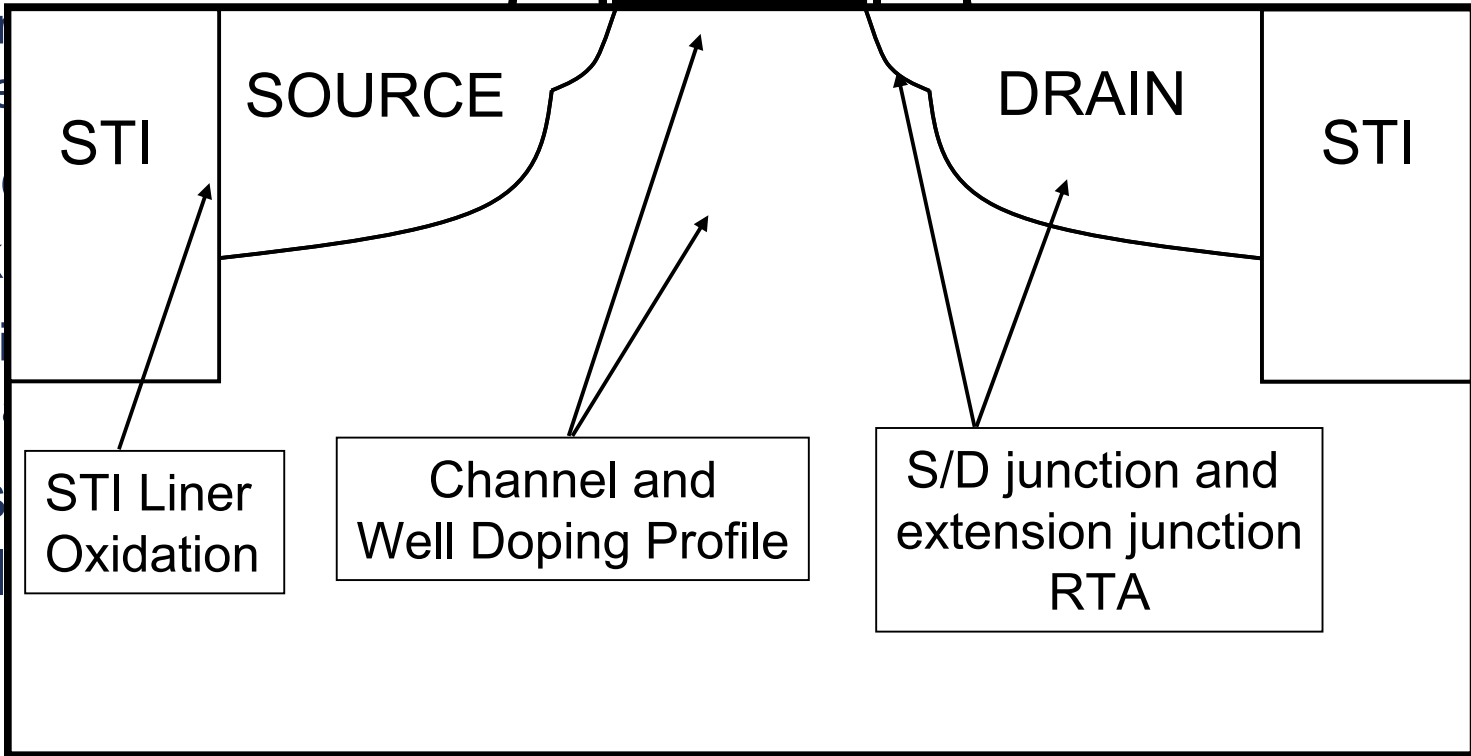 SOURCE
DRAIN
STI
STI
STI Liner
Oxidation
Channel and
Well Doping Profile
S/D junction and
extension junction
RTA